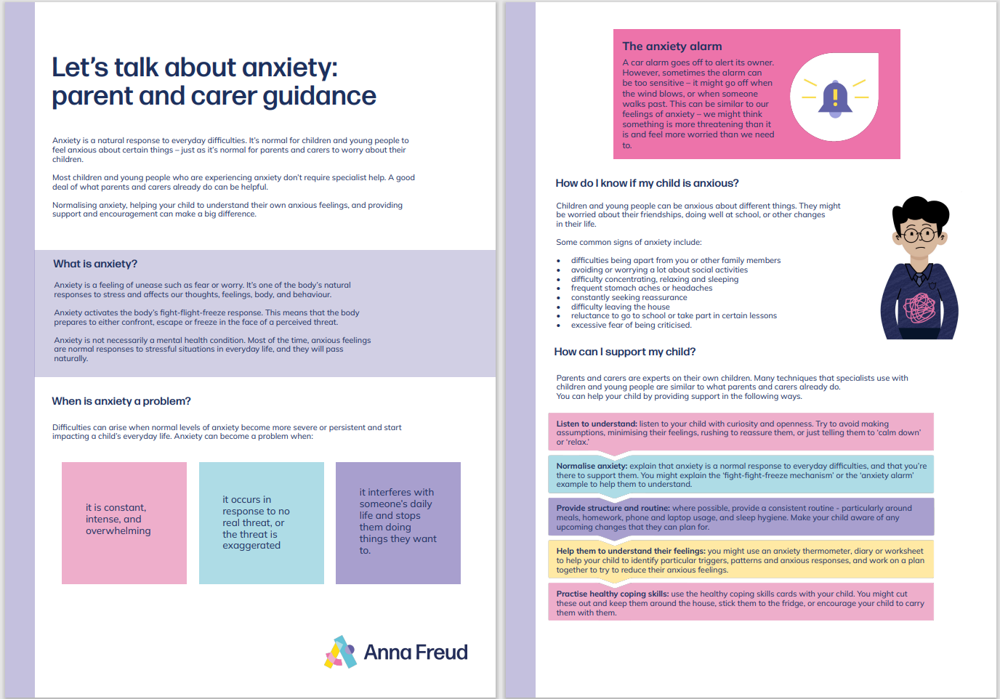 Let's talk about anxiety:
parent and carer guidance
Anxiety is a natural response to everyday difficulties. It's normal for children and young people to
feel anxious about certain things – just as it's normal for parents and carers to worry about their
children.
Most children and young people who are experiencing anxiety don't require specialist help. A good
deal of what parents and carers already do can be helpful.
Normalising anxiety, helping your child to understand their own anxious feelings, and providing
support and encouragement can make a big difference.
What is anxiety?
Anxiety is a feeling of unease such as fear or worry. It's one of the body's natural
responses to stress and affects our thoughts, feelings, body, and behaviour.
Anxiety activates the body's fight-flight-freeze response. This means that the body
prepares to either confront, escape or freeze in the face of a perceived threat.
Anxiety is not necessarily a mental health condition. Most of the time, anxious feelings
are normal responses to stressful situations in everyday life, and they will pass
naturally.
When is anxiety a problem?
Difficulties can arise when normal levels of anxiety become more severe or persistent and start
impacting a child's everyday life. Anxiety can become a problem when:
it is constant,
intense, and
overwhelming
it occurs in
response to no
real threat, or
the threat is
exaggerated
it interferes with
someone's daily
life and stops
them doing
things they want
to.
Anna Freud
The anxiety alarm
A car alarm goes off to alert its owner.
However, sometimes the alarm can
be too sensitive – it might go off when
the wind blows, or when someone
walks past. This can be similar to our
feelings of anxiety – we might think
something is more threatening than it
is and feel more worried than we need
to.
How do I know if my child is anxious?
Children and young people can be anxious about different things. They might
be worried about their friendships, doing well at school, or other changes
in their life.
Some common signs of anxiety include:
• difficulties being apart from you or other family members
• avoiding or worrying a lot about social activities
• difficulty concentrating, relaxing and sleeping
• frequent stomach aches or headaches
• constantly seeking reassurance
• difficulty leaving the house
• reluctance to go to school or take part in certain lessons
• excessive fear of being criticised.
How can I support my child?
Parents and carers are experts on their own children. Many techniques that specialists use with
children and young people are similar to what parents and carers already do.
You can help your child by providing support in the following ways.
Listen to understand: listen to your child with curiosity and openness. Try to avoid making
assumptions, minimising their feelings, rushing to reassure them, or just telling them to 'calm down'
or 'relax.'
Normalise anxiety: explain that anxiety is a normal response to everyday difficulties, and that you're
there to support them. You might explain the 'fight-fight-freeze mechanism' or the 'anxiety alarm'
example to help them to understand.
Provide structure and routine: where possible, provide a consistent routine - particularly around
meals, homework, phone and laptop usage, and sleep hygiene. Make your child aware of any
upcoming changes that they can plan for.
Help them to understand their feelings: you might use an anxiety thermometer, diary or worksheet
to help your child to identify particular triggers, patterns and anxious responses, and work on a plan
together to try to reduce their anxious feelings.
Practise healthy coping skills: use the healthy coping skills cards with your child. You might cut
these out and keep them around the house, stick them to the fridge, or encourage your child to carry
them with them.